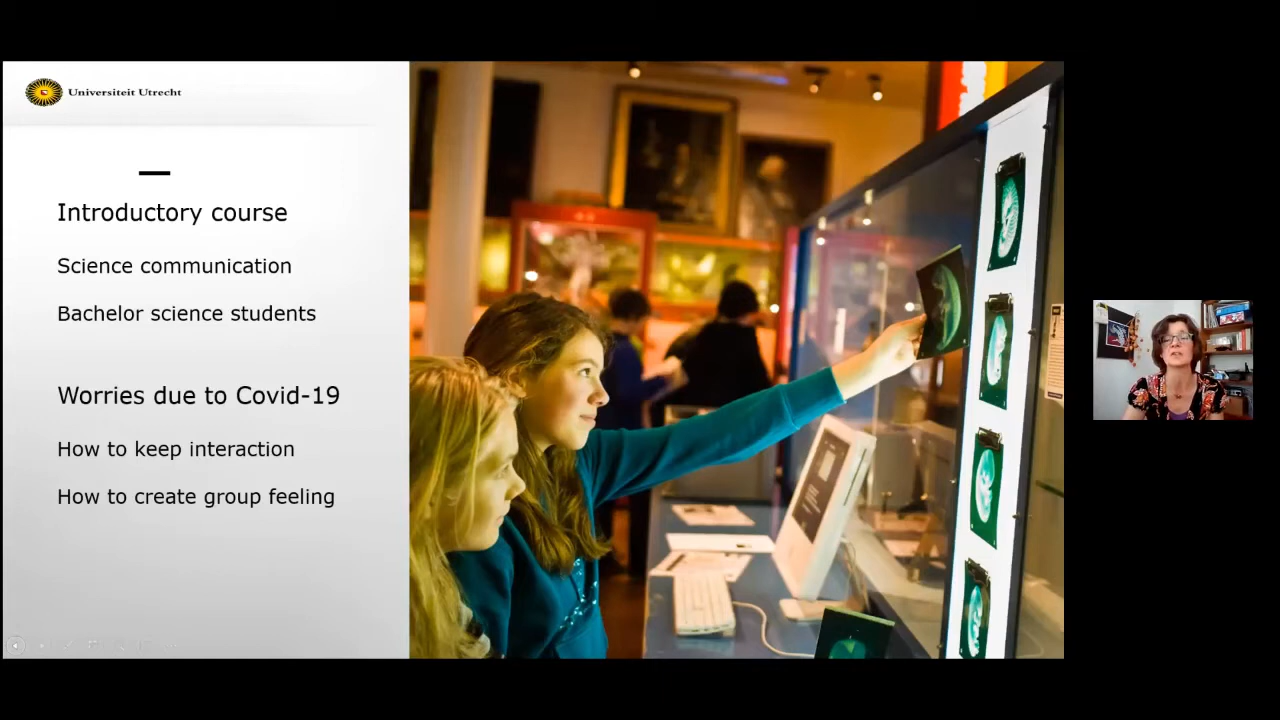 Universiteit Utrecht
Introductory course
Science communication
Bachelor science students
Worries due to Covid-19
How to keep interaction
How to create group feeling